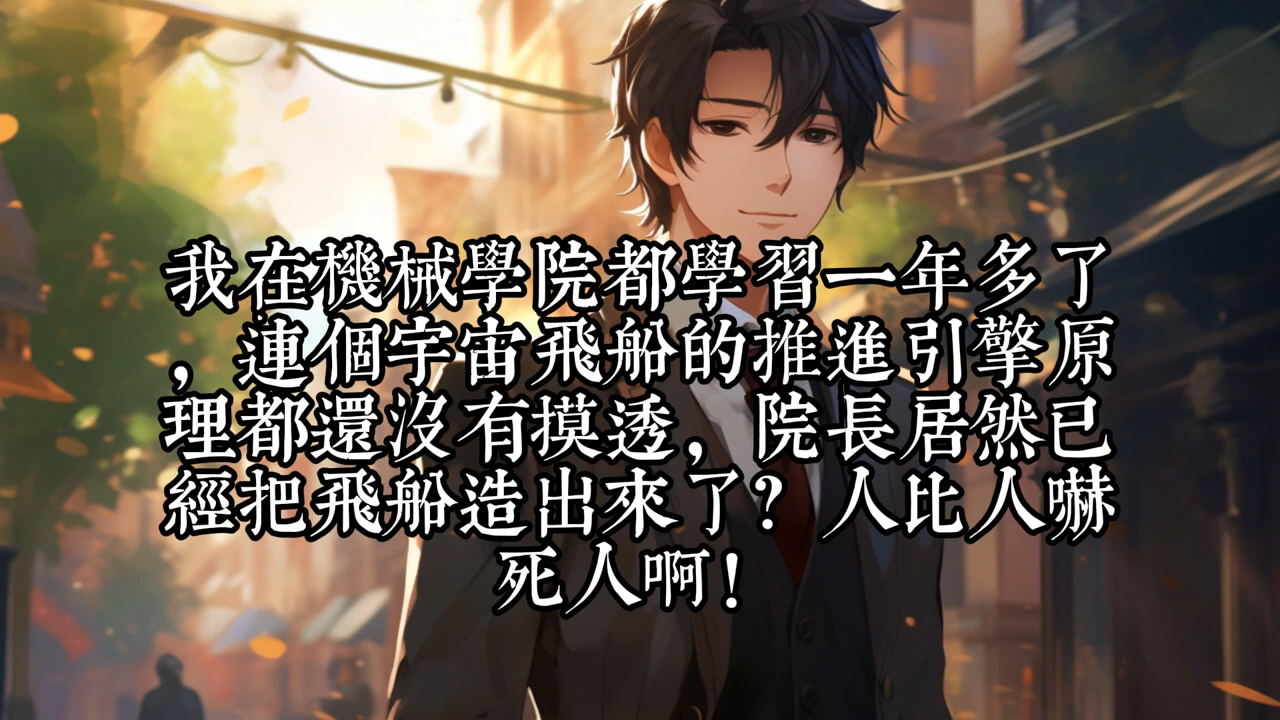 我在機械學院都學習一年多了
，連個宇宙飛船的推進引擎原
理都還沒有摸透，院長居然已
經把飛船造出來了？人比人嚇
死人啊！